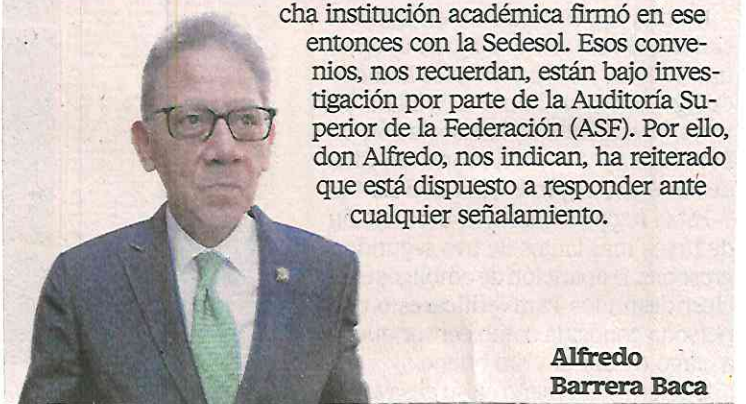 cha institución académica firmó en ese
entonces con la Sedesol. Esos conve-
nios, nos recuerdan, están bajo inves-
tigación por parte de la Auditoría Su-
perior de la Federación (ASF). Por ello,
don Alfredo, nos indican, ha reiterado
que está dispuesto a responder ante
cualquier señalamiento.
Alfredo
Barrera Baca